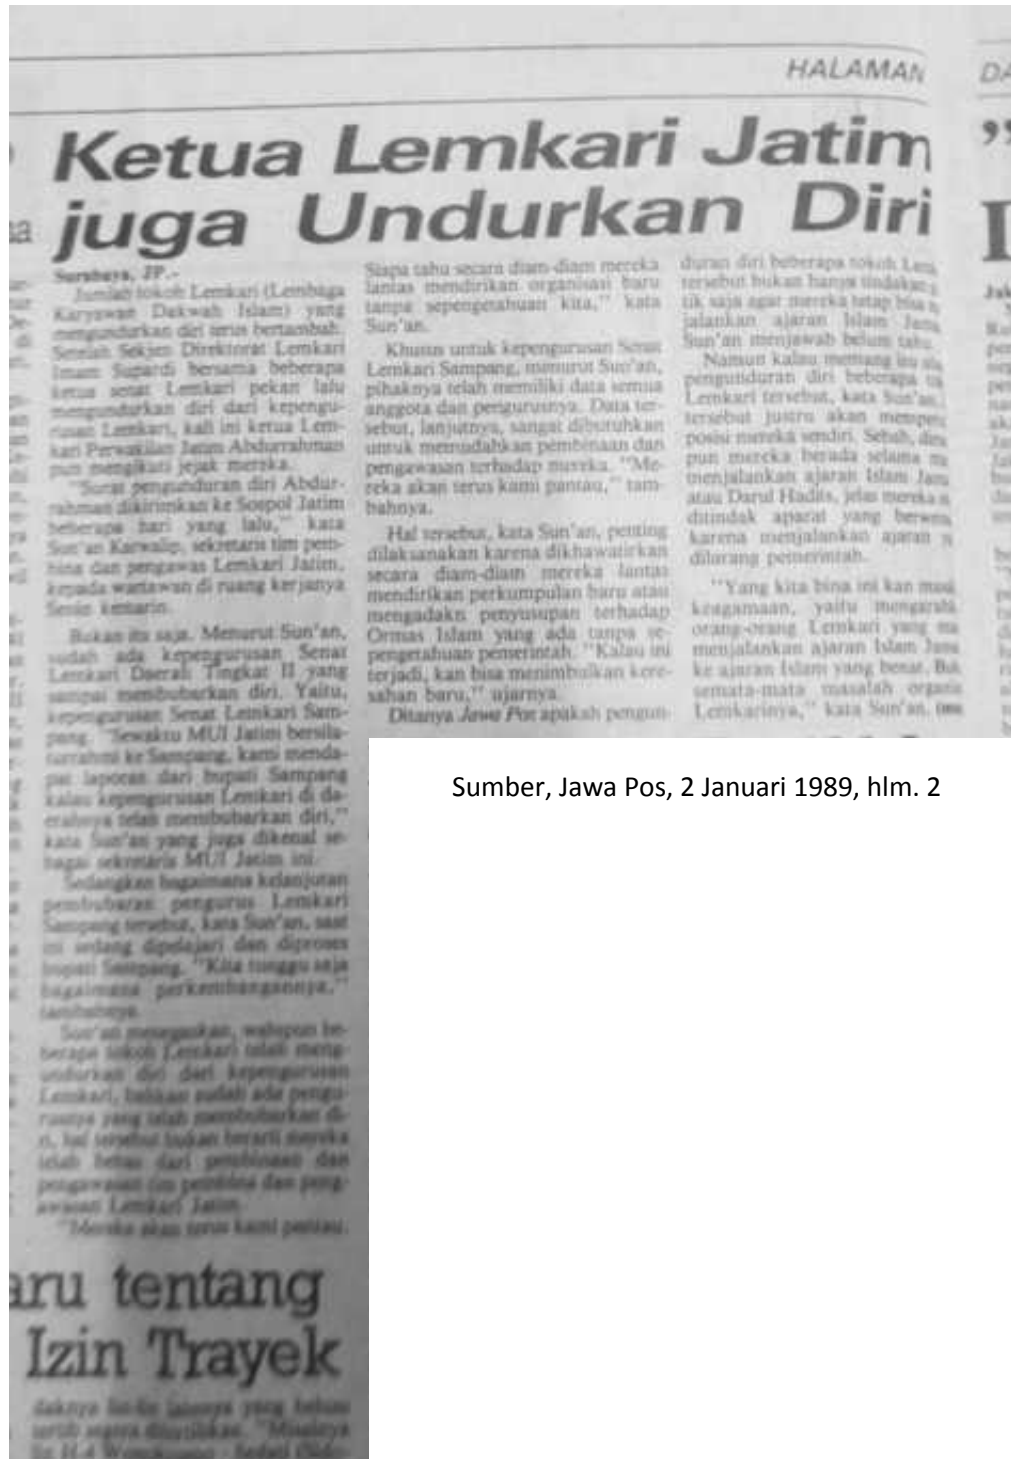 HALAMAN
DA
Ketua Lemkari Jatim
juga Undurkan Diri
Surabaya, JP.-
Jumlah tokoh Lemkari (Lembaga
Karyawan Dakwah Islam) yang
mengundurkan diri terus bertambah.
Setelah Sekjen Direktorat Lemkari
Imam Supardi bersama beberapa
ketua senat Lemkari pekan lalu
mengundurkan diri dari kepengu-
rusan Lemkari, kali ini ketua Lem-
kari Perwakilan Jatim Abdurrahman
pun mengikuti jejak mereka.
"Surat pengunduran diri Abdur-
rahman dikirimkan ke Sospol Jatim
beberapa hari yang lalu," kata
Sun'an Karwalip, sekretaris tim pem-
bina dan pengawas Lemkari Jatim,
kepada wartawan di ruang kerjanya
Senin kemarin.
Bukan itu saja. Menurut Sun'an,
sudah ada kepengurusan Senat
Lemkari Daerah Tingkat II yang
sampai membubarkan diri. Yaitu,
kepengurusan Senat Lemkari Sam-
pang. "Sewaktu MUI Jatim bersila-
turrahmi ke Sampang, kami menda-
pat laporan dari bupati Sampang
kalau kepengurusan Lemkari di da-
erahnya telah membubarkan diri,"
kata Sun'an yang juga dikenal se-
bagai sekretaris MUI Jatim ini.
Sedangkan bagaimana kelanjutan
pembubaran pengurus Lemkari
Sampang tersebut, kata Sun'an, saat
ini sedang dipelajari dan diproses
bupati Sampang. "Kita tunggu saja
bagaimana perkembangannya,"
tambahnya.
Sun'an menegaskan, walupun be-
berapa tokoh Lemkari telah meng-
undurkan diri dari kepengurusan
Lemkari, bahkan sudah ada pengu-
rusnya yang telah membubarkan di-
ri, hal tersebut bukan berarti mereka
telah bebas dari pembinaan dan
pengawasan tim pembina dan peng-
awasan Lemkari Jatim.
"Mereka akan terus kami pantau.
Siapa tahu secara diam-diam mereka
lantas mendirikan organisasi baru
tanpa sepengetahuan kita," kata
Sun'an.
Khusus untuk kepengurusan Senat
Lemkari Sampang, menurut Sun'an,
pihaknya telah memiliki data semua
anggota dan pengurusnya. Data ter-
sebut, lanjutnya, sangat dibutuhkan
untuk memudahkan pembinaan dan
pengawasan terhadap mereka. "Me-
reka akan terus kami pantau," tam-
bahnya.
Hal tersebut, kata Sun'an, penting
dilaksanakan karena dikhawatirkan
secara diam-diam mereka lantas
mendirikan perkumpulan baru atau
mengadakn penyusupan terhadap
Ormas Islam yang ada tanpa se-
pengetahuan pemerintah. "Kalau ini
terjadi, kan bisa menimbulkan kere-
sahan baru," ujarnya.
Ditanya Jawa Pos apakah pengun-
duran diri beberapa tokoh Lem
tersebut bukan hanya tindakan
tik saja agar mereka tetap bisa
jalankan ajaran Islam Jama
Sun'an menjawab belum tahu.
Namun kalau memang itu
pengunduran diri beberapa
Lemkari tersebut, kata Sun'an,
tersebut justru akan
posisi mereka sendiri. Sebab,
pun mereka berada selama
menjalankan ajaran Islam Jama
atau Darul Hadits, jelas mereka
ditindak aparat yang
karena menjalankan ajaran
dilarang pemerintah.
"Yang kita bina ini kan
keagamaan, yaitu
orang-orang Lemkari yang
menjalankan ajaran Islam Jama
ke ajaran Islam yang benar.
semata-mata masalah
Lemkarinya," kata Sun'an.
Sumber, Jawa Pos, 2 Januari 1989, hlm. 2
aru tentang
Izin Trayek